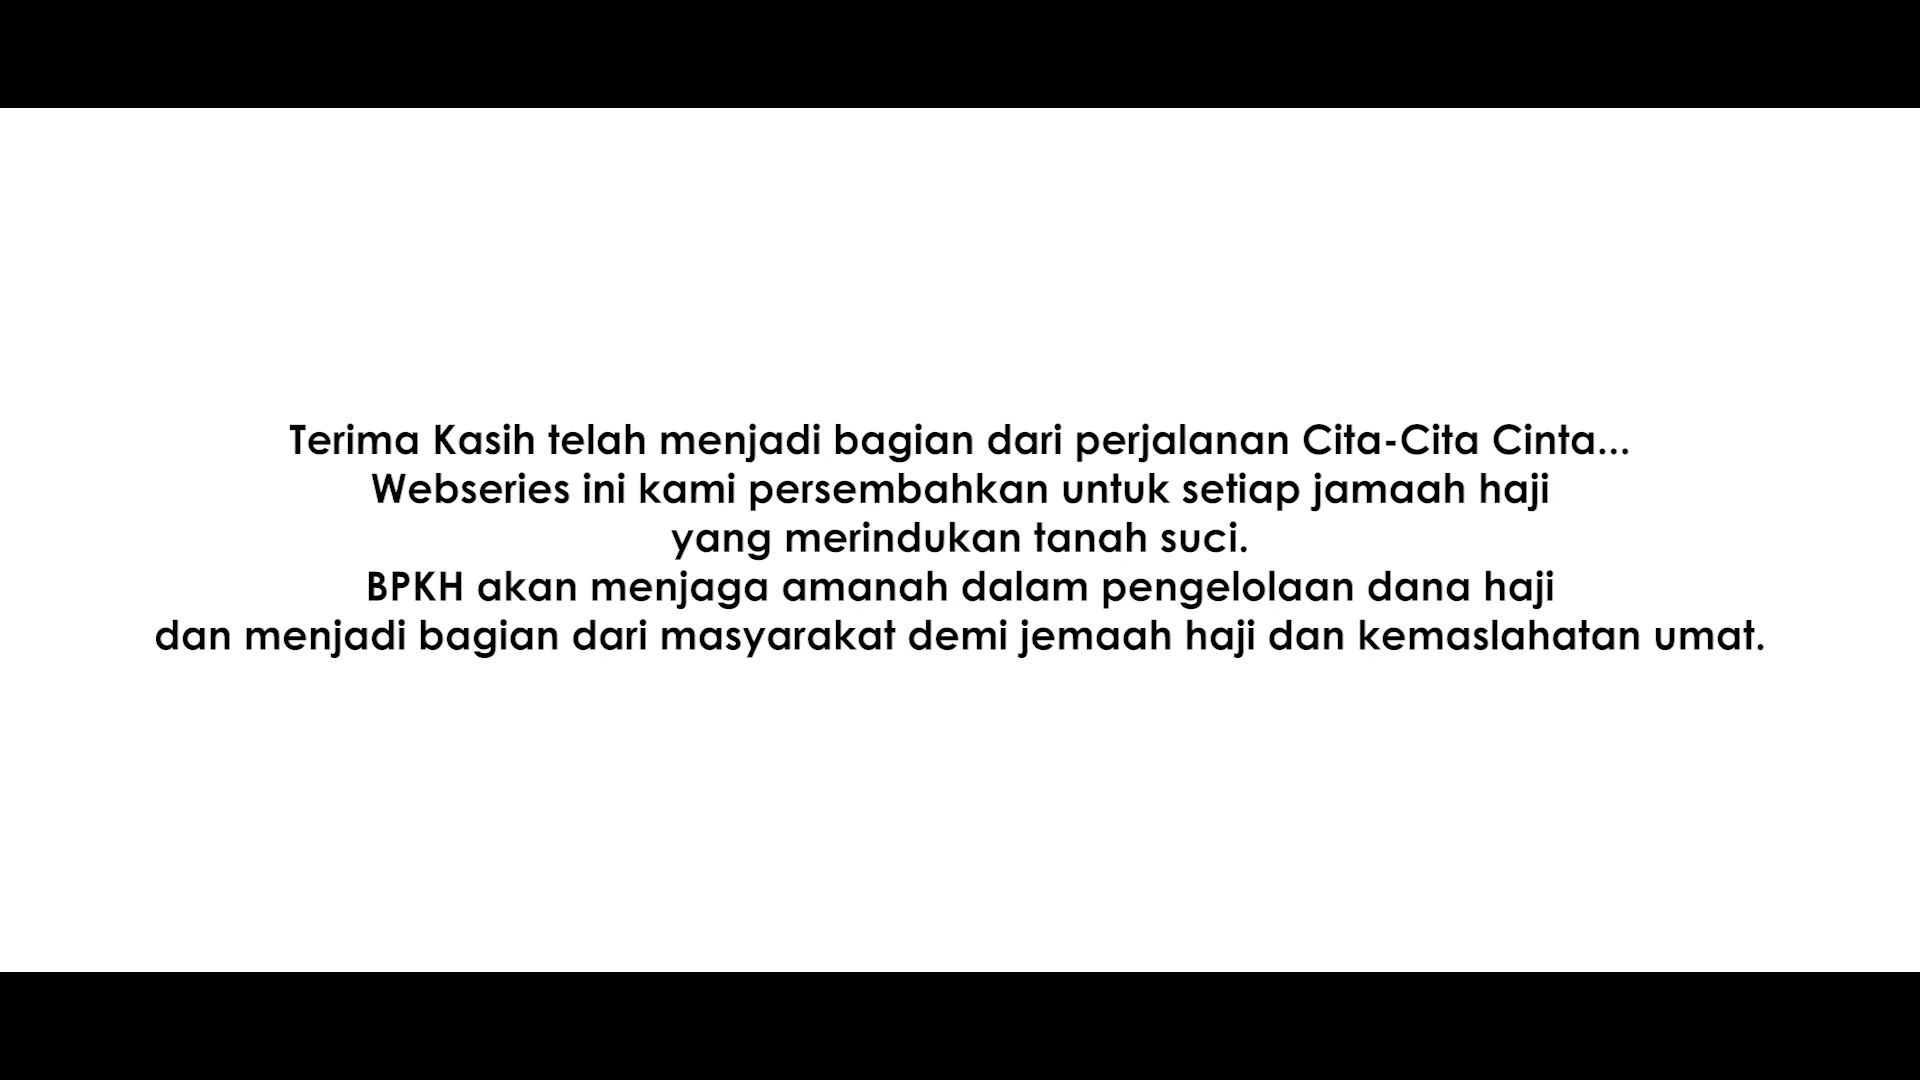 Terima Kasih telah menjadi bagian dari perjalanan Cita-Cita Cinta...
Webseries ini kami persembahkan untuk setiap jamaah haji
yang merindukan tanah suci.
BPKH akan menjaga amanah dalam pengelolaan dana haji
dan menjadi bagian dari masyarakat demi jemaah haji dan kemaslahatan umat.